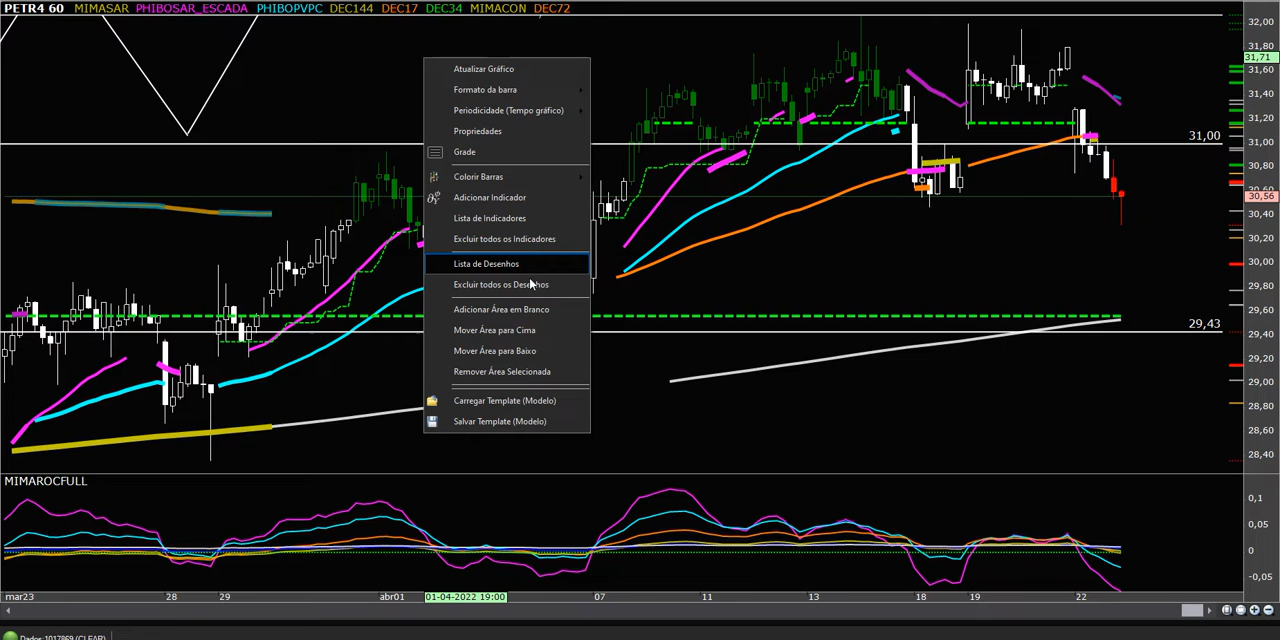 PETR4 60 MIMASAR PHIBOSAR_ESCADA PHIBOPVPC DEC144 DEC17 DEC34 MIMACON DEC72
32,00
31,80
31,71
31,60
31,40
31,20
31,00
31,00
30,80
30,60
30,56
30,40
30,20
30,00
29,80
29,60
29,43
29,40
29,20
29,00
28,80
28,60
28,40
Atualizar Gráfico
Formato da barra
Periodicidade (Tempo gráfico)
Propriedades
Grade
Colorir Barras
Adicionar Indicador
Lista de Indicadores
Excluir todos os Indicadores
Lista de Desenhos
Excluir todos os Desenhos
Adicionar Área em Branco
Mover Área para Cima
Mover Área para Baixo
Remover Área Selecionada
Carregar Template (Modelo)
Salvar Template (Modelo)
MIMAROCFULL
0,1
0,05
0
-0,05
mar23 28 29 abr01 01-04-2022 19:00 07 11 13 18 19 22
Dados:1017869 (CLEAR)